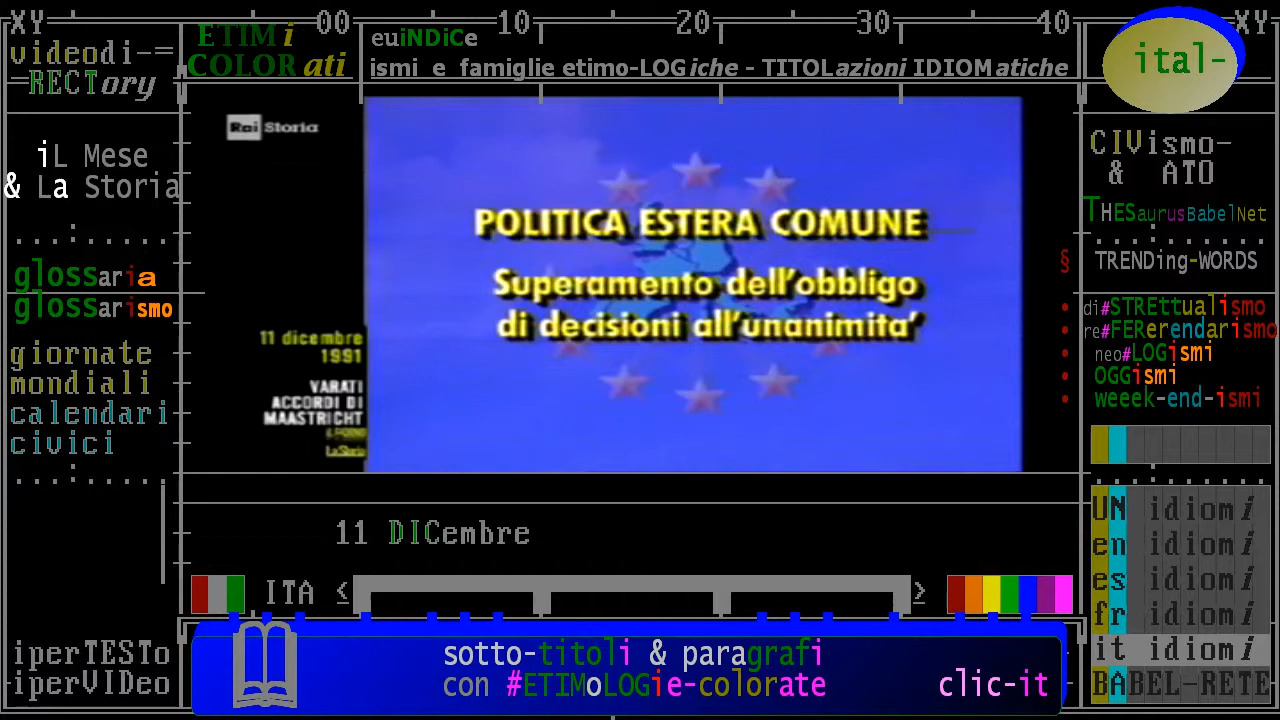 XY 00 10 20 30 40 XY
videodi-=
=RECTory
ETIMi
COLORati
euiNDiCe
ismi e famiglie etimo-LOGiche - TITOLazioni IDIOMatiche
ital-
iL Mese
& La Storia
...:.....
glossaria
glossarismo
giornate
mondiali
calendari
civici
...:.....
Rai Storia
POLITICA ESTERA COMUNE
Superamento dell'obbligo
di decisioni all'unanimita'
11 dicembre
1991
VARATI
ACCORDI DI
MAASTRICHT
IL GIORNO
La Storia
CIVismo-
& ATO
THESaurusBabelNet
...:.....
§ TRENDing-WORDS
di#STREttualismo
re#FERerendarismo
neo#LOGismi
OGGismi
weeek-end-ismi
...:.....
UN idiomi
en idiomi
es idiomi
fr idiomi
it idiomi
BABEL-RETE
11 DICembre
ITA < >
iperTESTo
-iperVIDeo
sotto-titoli & paragrafi
con #ETIMoLOGie-colorate
clic-it